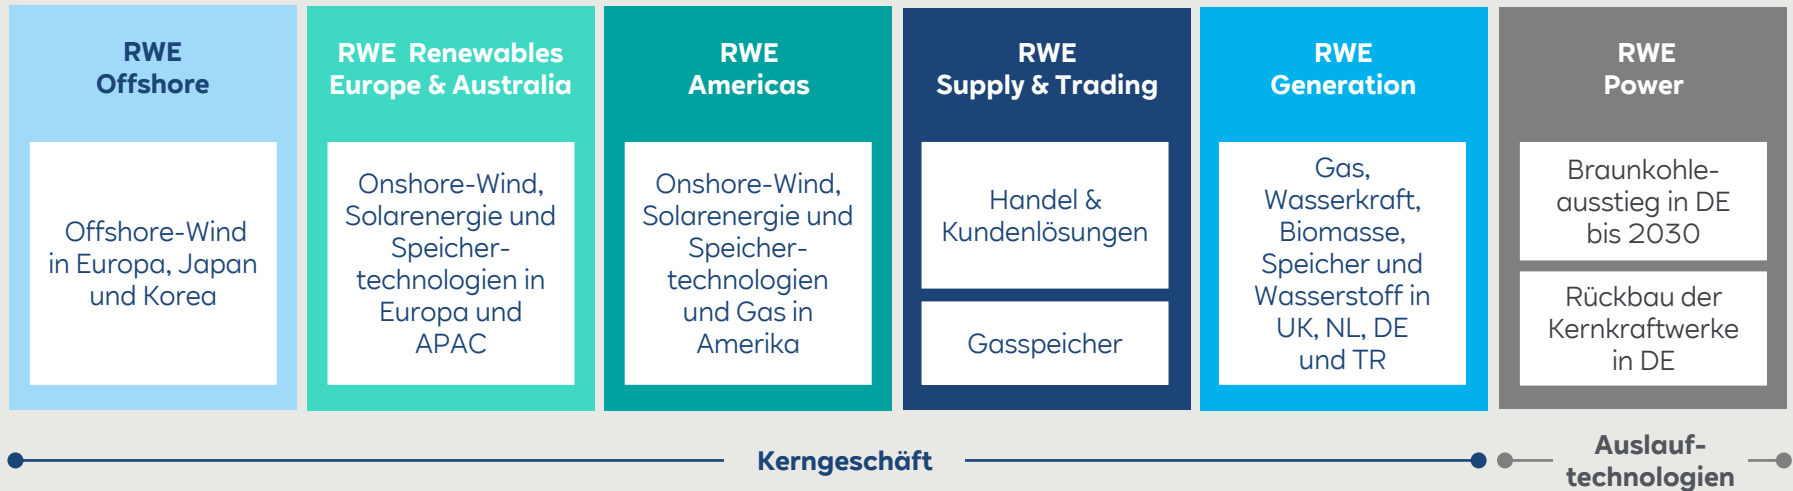 RWE
Offshore
Offshore-Wind
in Europa, Japan
und Korea
RWE Renewables
Europe & Australia
Onshore-Wind,
Solarenergie und
Speicher-
technologien in
Europa und
APAC
RWE
Americas
Onshore-Wind,
Solarenergie und
Speicher-
technologien
und Gas in
Amerika
RWE
Supply & Trading
Handel &
Kundenlösungen
Gasspeicher
RWE
Generation
Gas,
Wasserkraft,
Biomasse,
Speicher und
Wasserstoff in
UK, NL, DE
und TR
RWE
Power
Braunkohle-
ausstieg in DE
bis 2030
Rückbau der
Kernkraftwerke
in DE
Kerngeschäft
Auslauf-
technologien